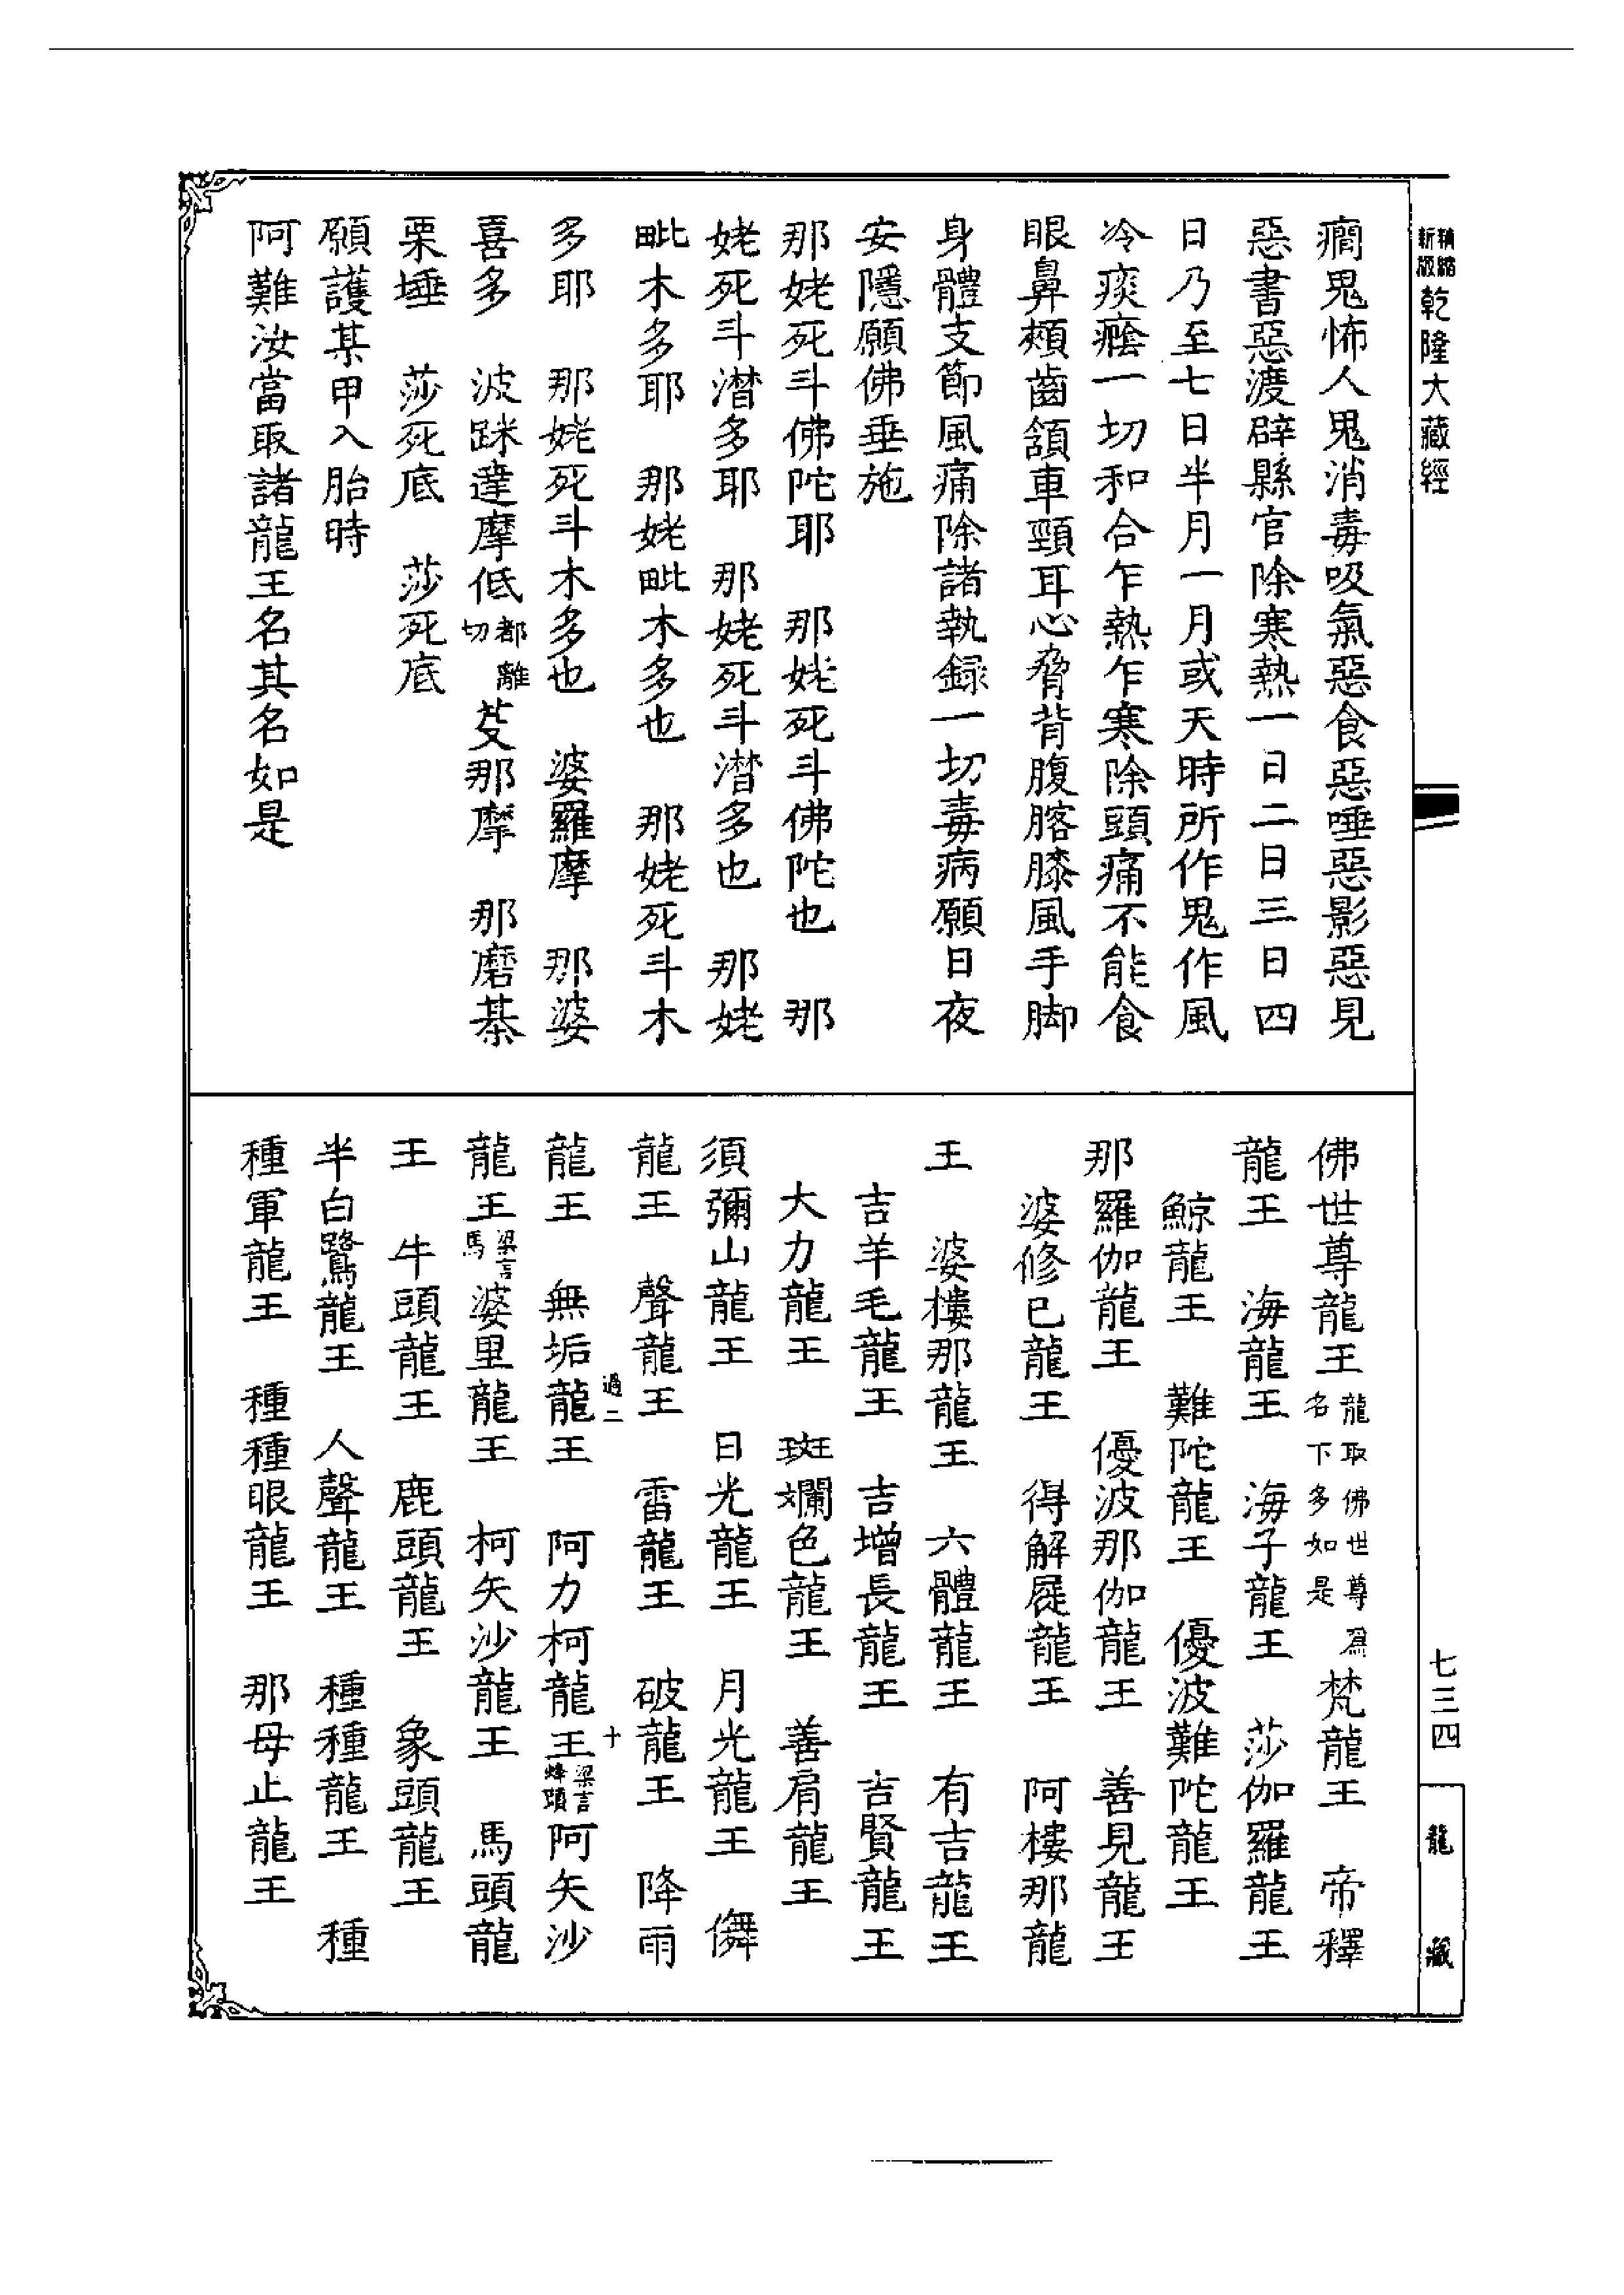 新版 精縮 乾隆大藏經
癇鬼怖人鬼消毒吸氣惡食惡唾惡影惡見
惡書惡渡辟縣官除寒熱一日二日三日四
日乃至七日半月一月或天時所作鬼作風
冷痰癊一切和合乍熱乍寒除頭痛不能食
眼鼻頰齒頷車頸耳心脅背腹膪膝風手脚
身體支節風痛除諸執録一切毒病願日夜
安隱願佛垂施
那姥死斗佛陀耶 那姥死斗佛陀也 那
姥死斗潛多耶 那姥死斗潛多也 那姥
毗木多耶 那姥毗木多也 那姥死斗木
多耶 那姥死斗木多也 婆羅摩 那婆
喜多 波眯達摩低都離切 芟那摩 那磨棊
栗埵 莎死底 莎死底
願護某甲入胎時
阿難汝當取諸龍王名其名如是
佛世尊龍王龍取佛世尊為名下多如是 梵龍王 帝釋
龍王 海龍王 海子龍王 莎伽羅龍王
鯨龍王 難陀龍王 優波難陀龍王
那羅伽龍王 優波那伽龍王 善見龍王
婆修已龍王 得解屣龍王 阿樓那龍
王 婆樓那龍王 六體龍王 有吉龍王
吉羊毛龍王 吉增長龍王 吉賢龍王
大力龍王 斑斕色龍王 善肩龍王
須彌山龍王 日光龍王 月光龍王 儛
龍王 聲龍王 雷龍王 破龍王 降雨
過二 十
龍王 無垢龍王 阿力柯龍王梁言蜂頭 阿矢沙
龍王梁言馬 婆里龍王 柯矢沙龍王 馬頭龍
王 牛頭龍王 鹿頭龍王 象頭龍王
半白鷺龍王 人聲龍王 種種龍王 種
種軍龍王 種種眼龍王 那母止龍王
七三四
龍藏